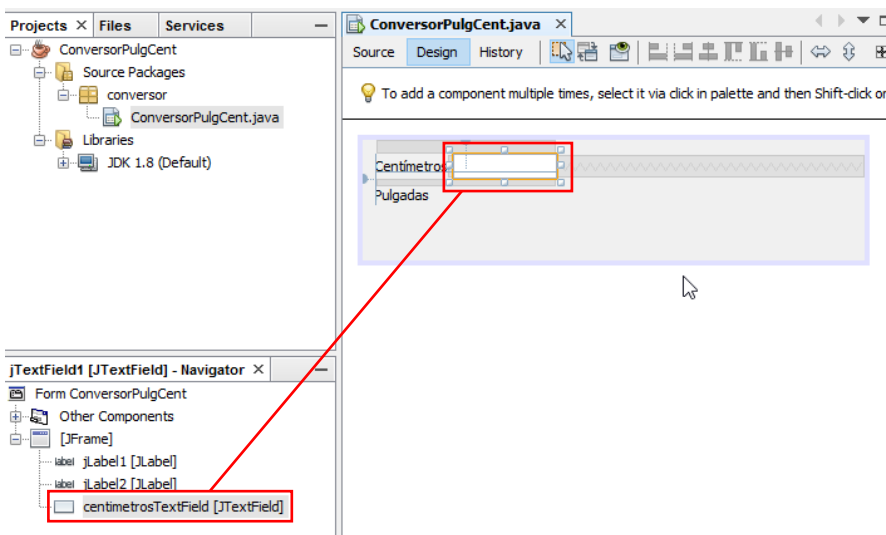 Projects Files Services
ConversorPulgCent
Source Packages
conversor
ConversorPulgCent.java
Libraries
JDK 1.8 (Default)
ConversorPulgCent.java
Source Design History
To add a component multiple times, select it via click in palette and then Shift-click
Centímetros
Pulgadas
jTextField1 [JTextField] - Navigator
Form ConversorPulgCent
Other Components
[JFrame]
label jLabel1 [JLabel]
label jLabel2 [JLabel]
centimetrosTextField [JTextField]